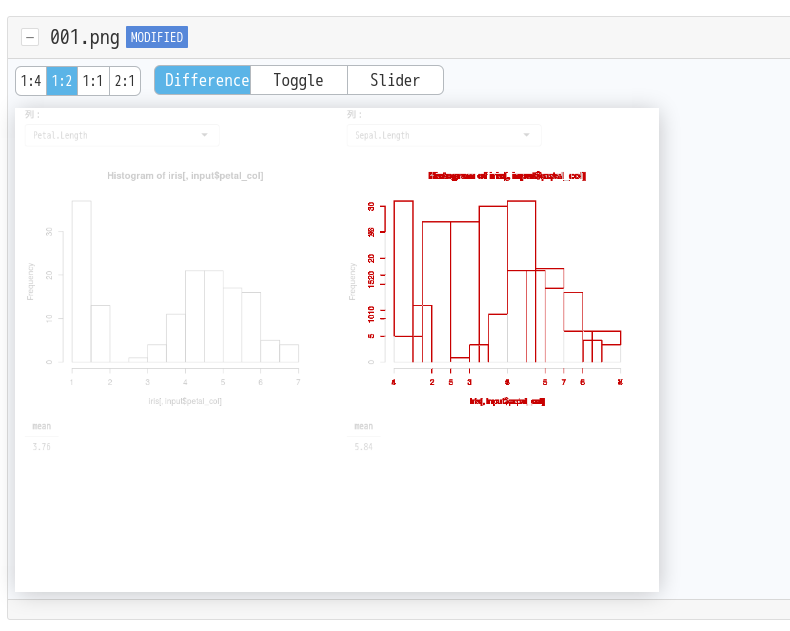 001.png MODIFIED
1:4 1:2 1:1 2:1 Difference Toggle Slider
列：
Petal.Length
Histogram of iris[, input$petal_col]
Frequency
30
20
10
0
1 2 3 4 5 6 7
iris[, input$petal_col]
mean
3.76
列：
Sepal.Length
Frequency
mean
5.84